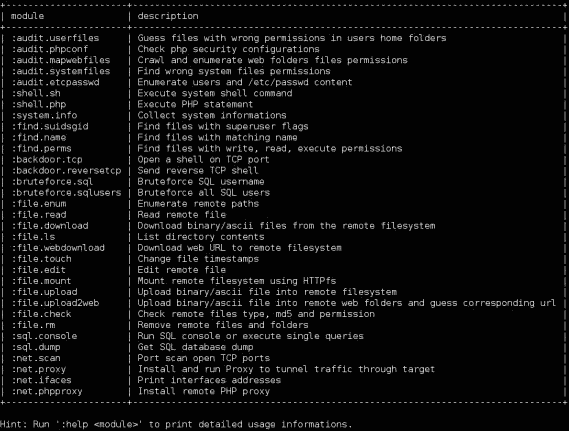 module | description
:audit.userfiles | Guess files with wrong permissions in users home folders
:audit.phpconf | Check php security configurations
:audit.mapwebfiles | Crawl and enumerate web folders files permissions
:audit.systemfiles | Find wrong system files permissions
:audit.etcpasswd | Enumerate users and /etc/passwd content
:shell.sh | Execute system shell command
:shell.php | Execute PHP statement
:system.info | Collect system informations
:find.suidsgid | Find files with superuser flags
:find.name | Find files with matching name
:find.perms | Find files with write, read, execute permissions
:backdoor.tcp | Open a shell on TCP port
:backdoor.reversetcp | Send reverse TCP shell
:bruteforce.sql | Bruteforce SQL username
:bruteforce.sqlusers | Bruteforce all SQL users
:file.enum | Enumerate remote paths
:file.read | Read remote file
:file.download | Download binary/ascii files from the remote filesystem
:file.ls | List directory contents
:file.webdownload | Download web URL to remote filesystem
:file.touch | Change file timestamps
:file.edit | Edit remote file
:file.mount | Mount remote filesystem using HTTPfs
:file.upload | Upload binary/ascii file into remote filesystem
:file.upload2web | Upload binary/ascii file into remote web folders and guess corresponding url
:file.check | Check remote files type, md5 and permission
:file.rm | Remove remote files and folders
:sql.console | Run SQL console or execute single queries
:sql.dump | Get SQL database dump
:net.scan | Port scan open TCP ports
:net.proxy | Install and run Proxy to tunnel traffic through target
:net.ifaces | Print interfaces addresses
:net.phpproxy | Install remote PHP proxy
Hint: Run ':help <module>' to print detailed usage informations.